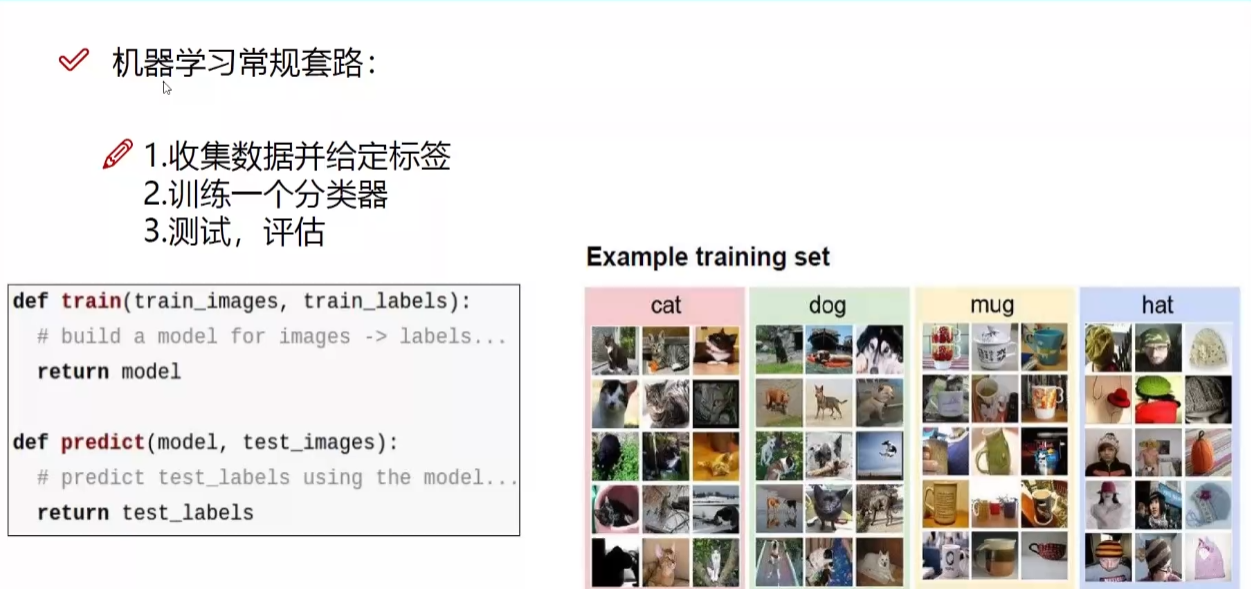 机器学习常规套路：
1.收集数据并给定标签
2.训练一个分类器
3.测试，评估
def train(train_images, train_labels):
# build a model for images -> labels...
return model
def predict(model, test_images):
# predict test_labels using the model...
return test_labels
Example training set
cat dog mug hat